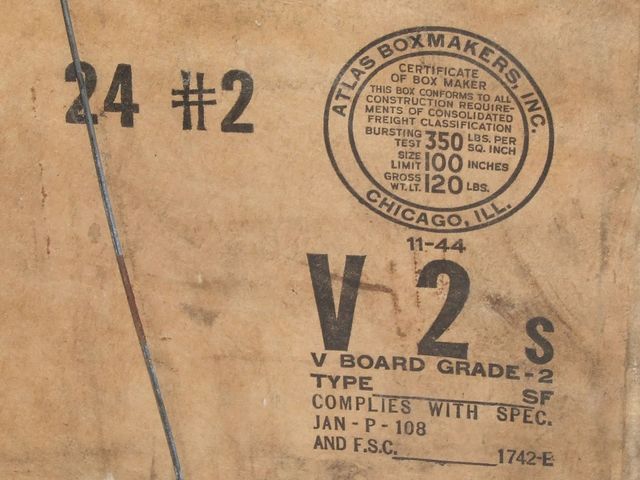 24 #2
ATLAS BOXMAKERS, INC.
CERTIFICATE
OF BOX MAKER
THIS BOX CONFORMS TO ALL
CONSTRUCTION REQUIRE-
MENTS OF CONSOLIDATED
FREIGHT CLASSIFICATION
BURSTING TEST 350 LBS. PER SQ. INCH
SIZE LIMIT 100 INCHES
GROSS WT. LT. 120 LBS.
CHICAGO, ILL.
11-44
V 2 S
V BOARD GRADE-2
TYPE SF
COMPLIES WITH SPEC.
JAN-P-108
AND F.S.C. 1742-E